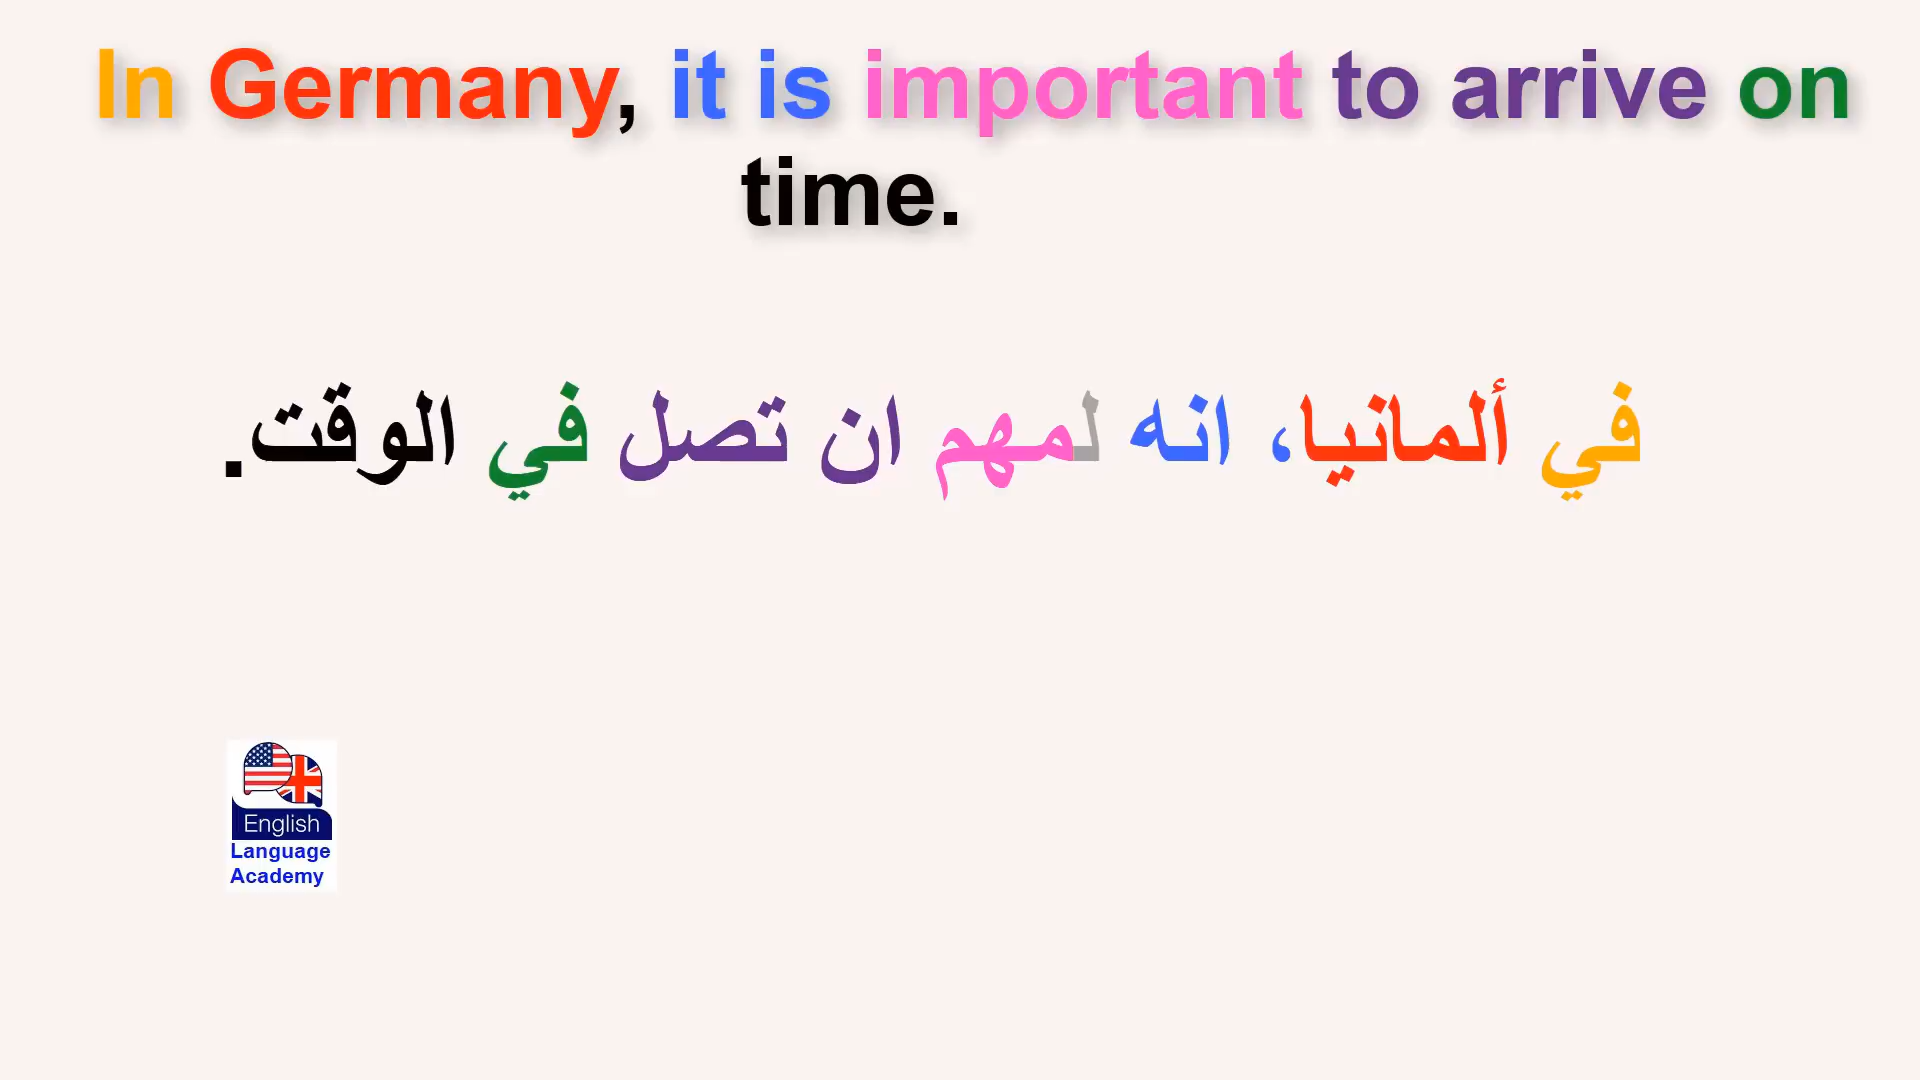 In Germany, it is important to arrive on
time.
في ألمانيا، انه لمهم ان تصل في الوقت.
English
Language
Academy